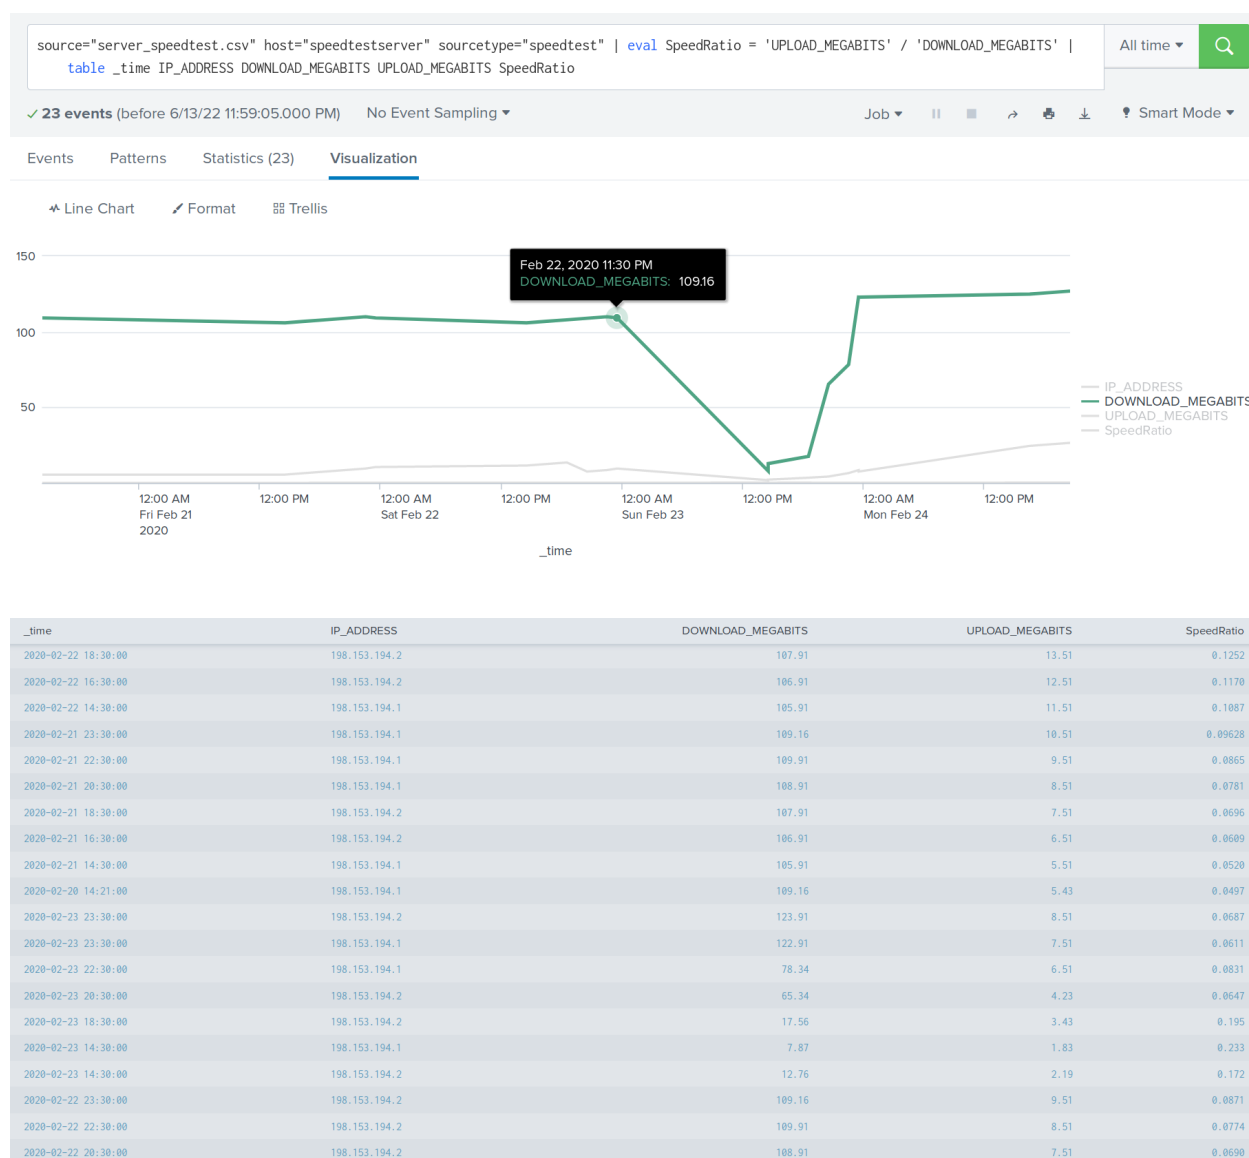 source="server_speedtest.csv" host="speedtestserver" sourcetype="speedtest" | eval SpeedRatio = 'UPLOAD_MEGABITS' / 'DOWNLOAD_MEGABITS' |
table _time IP_ADDRESS DOWNLOAD_MEGABITS UPLOAD_MEGABITS SpeedRatio
All time
23 events (before 6/13/22 11:59:05.000 PM) No Event Sampling
Job
Smart Mode
Events Patterns Statistics (23) Visualization
Line Chart Format Trellis
150
100
50
Feb 22, 2020 11:30 PM
DOWNLOAD_MEGABITS: 109.16
IP_ADDRESS
DOWNLOAD_MEGABITS
UPLOAD_MEGABITS
SpeedRatio
12:00 AM 12:00 PM 12:00 AM 12:00 PM 12:00 AM 12:00 PM 12:00 AM 12:00 PM
Fri Feb 21 Sat Feb 22 Sun Feb 23 Mon Feb 24
2020
_time
_time IP_ADDRESS DOWNLOAD_MEGABITS UPLOAD_MEGABITS SpeedRatio
2020-02-22 18:30:00 198.153.194.2 107.91 13.51 0.1252
2020-02-22 16:30:00 198.153.194.2 106.91 12.51 0.1170
2020-02-22 14:30:00 198.153.194.1 105.91 11.51 0.1087
2020-02-21 23:30:00 198.153.194.1 109.16 10.51 0.09628
2020-02-21 22:30:00 198.153.194.1 109.91 9.51 0.0865
2020-02-21 20:30:00 198.153.194.1 108.91 8.51 0.0781
2020-02-21 18:30:00 198.153.194.2 107.91 7.51 0.0696
2020-02-21 16:30:00 198.153.194.2 106.91 6.51 0.0609
2020-02-21 14:30:00 198.153.194.1 105.91 5.51 0.0520
2020-02-20 14:21:00 198.153.194.1 109.16 5.43 0.0497
2020-02-23 23:30:00 198.153.194.2 123.91 8.51 0.0687
2020-02-23 23:30:00 198.153.194.1 122.91 7.51 0.0611
2020-02-23 22:30:00 198.153.194.1 78.34 6.51 0.0831
2020-02-23 20:30:00 198.153.194.2 65.34 4.23 0.0647
2020-02-23 18:30:00 198.153.194.2 17.56 3.43 0.195
2020-02-23 14:30:00 198.153.194.1 7.87 1.83 0.233
2020-02-23 14:30:00 198.153.194.2 12.76 2.19 0.172
2020-02-22 23:30:00 198.153.194.2 109.16 9.51 0.0871
2020-02-22 22:30:00 198.153.194.2 109.91 8.51 0.0774
2020-02-22 20:30:00 198.153.194.2 108.91 7.51 0.0690